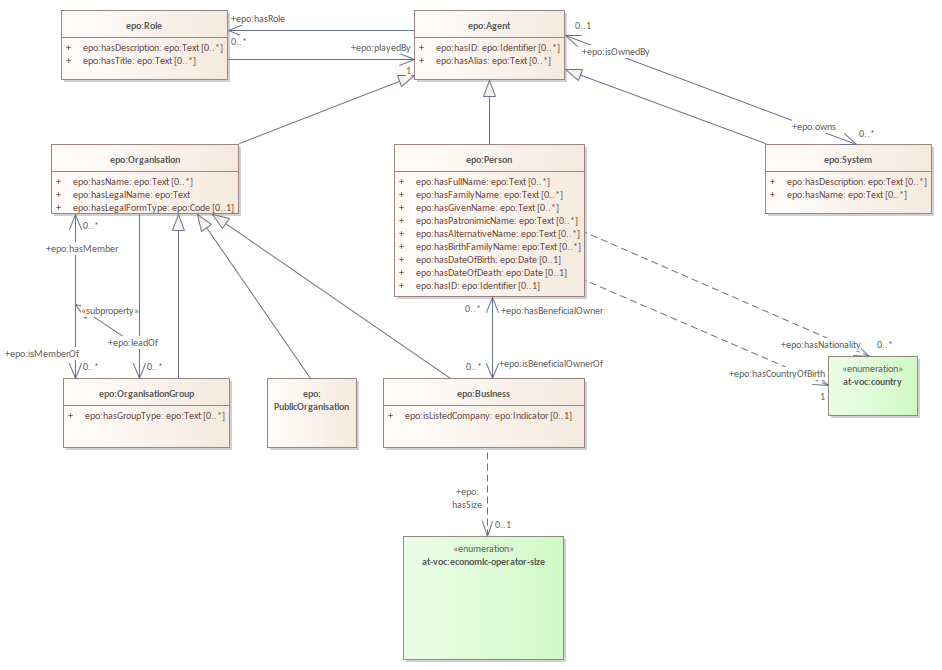 epo:Role
+ epo:hasDescription: epo:Text [0..*]
+ epo:hasTitle: epo:Text [0..*]
+epo:hasRole
0..*
+epo:playedBy
1
epo:Agent
+ epo:hasID: epo:Identifier [0..*]
+ epo:hasAlias: epo:Text [0..*]
0..1
+epo:isOwnedBy
+epo:owns
0..*
epo:Organisation
+ epo:hasName: epo:Text [0..*]
+ epo:hasLegalName: epo:Text
+ epo:hasLegalFormType: epo:Code [0..1]
epo:Person
+ epo:hasFullName: epo:Text [0..*]
+ epo:hasFamilyName: epo:Text [0..*]
+ epo:hasGivenName: epo:Text [0..*]
+ epo:hasPatronimicName: epo:Text [0..*]
+ epo:hasAlternativeName: epo:Text [0..*]
+ epo:hasBirthFamilyName: epo:Text [0..*]
+ epo:hasDateOfBirth: epo:Date [0..1]
+ epo:hasDateOfDeath: epo:Date [0..1]
+ epo:hasID: epo:Identifier [0..1]
epo:System
+ epo:hasDescription: epo:Text [0..*]
+ epo:hasName: epo:Text [0..*]
0..*
+epo:hasMember
«subproperty»
+epo:leadOf
+epo:isMemberOf
0..*
0..*
0..*
+epo:hasBeneficialOwner
+epo:isBeneficialOwnerOf
0..*
+epo:hasNationality
0..*
+epo:hasCountryOfBirth
1
«enumeration»
at-voc:country
epo:OrganisationGroup
+ epo:hasGroupType: epo:Text [0..*]
epo:
PublicOrganisation
epo:Business
+ epo:isListedCompany: epo:Indicator [0..1]
+epo:
hasSize
0..1
«enumeration»
at-voc:economic-operator-size